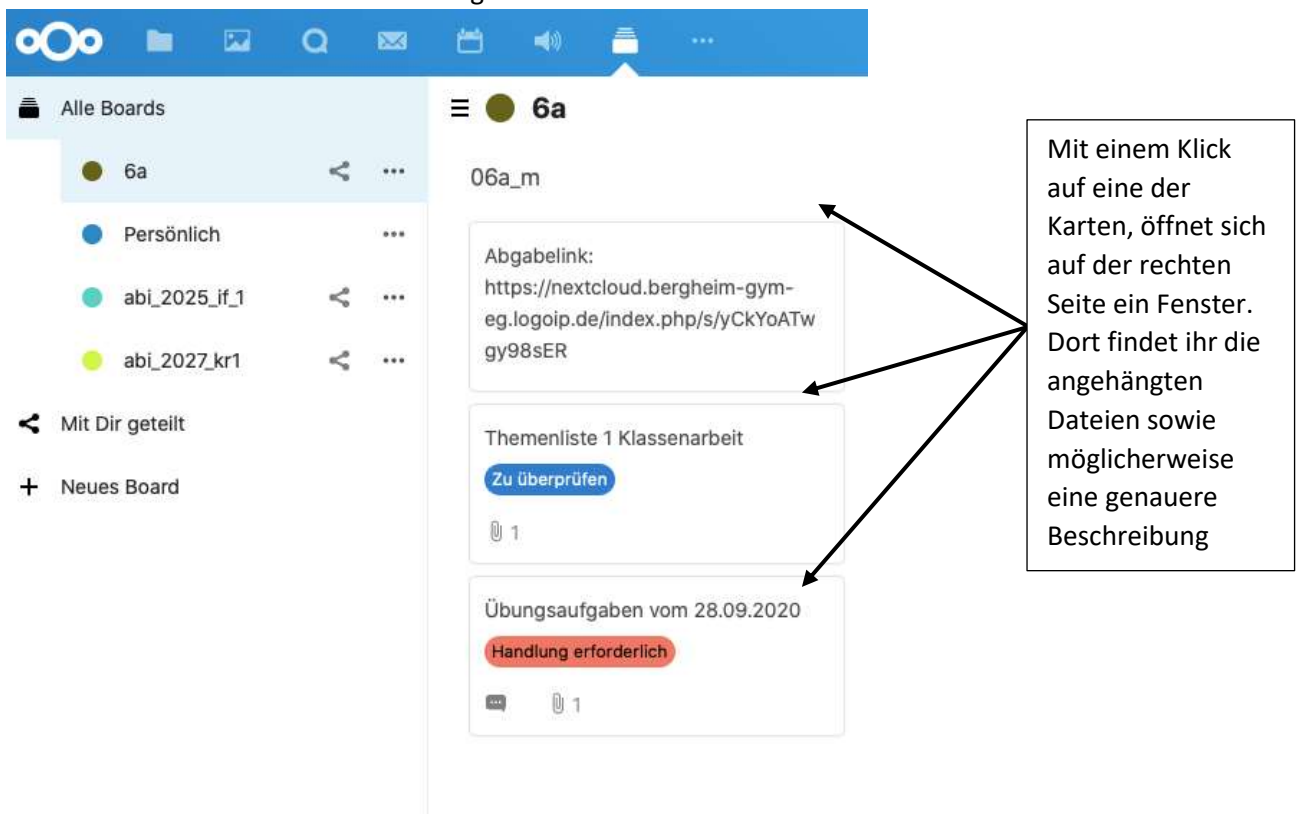 Alle Boards
6a
Persönlich
abi_2025_if_1
abi_2027_kr1
Mit Dir geteilt
Neues Board
6a
06a_m
Abgabelink:
https://nextcloud.bergheim-gym-
eg.logoip.de/index.php/s/yCkYoATw
gy98sER
Themenliste 1 Klassenarbeit
Zu überprüfen
1
Übungsaufgaben vom 28.09.2020
Handlung erforderlich
1
Mit einem Klick
auf eine der
Karten, öffnet sich
auf der rechten
Seite ein Fenster.
Dort findet ihr die
angehängten
Dateien sowie
möglicherweise
eine genauere
Beschreibung